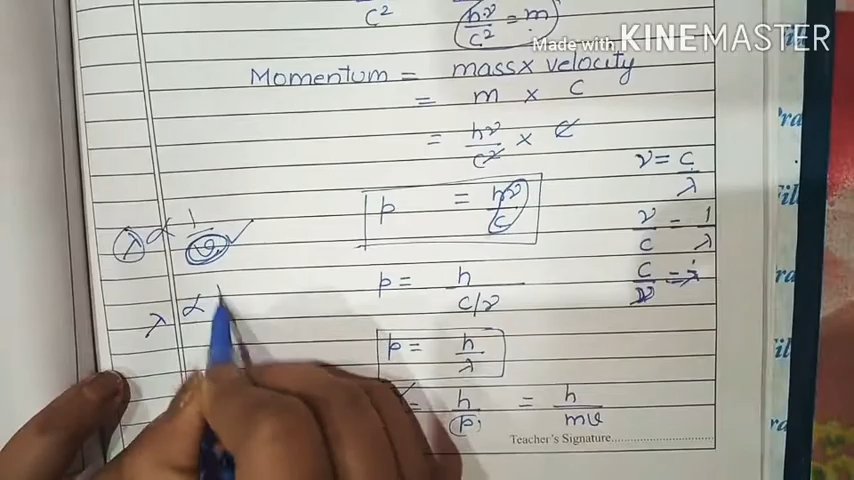 C² hν/c² = m
Made with KINEMASTER
Momentum = mass x velocity
= m x C
= hν/c² x c
ν = c/λ
p = hν/c
ν/c = 1/λ
λ ∝ 1/v
p = h/(c/ν)
c/ν = λ
λ ∝
p = h/λ
= h/p = h/mv
Teacher's Signature